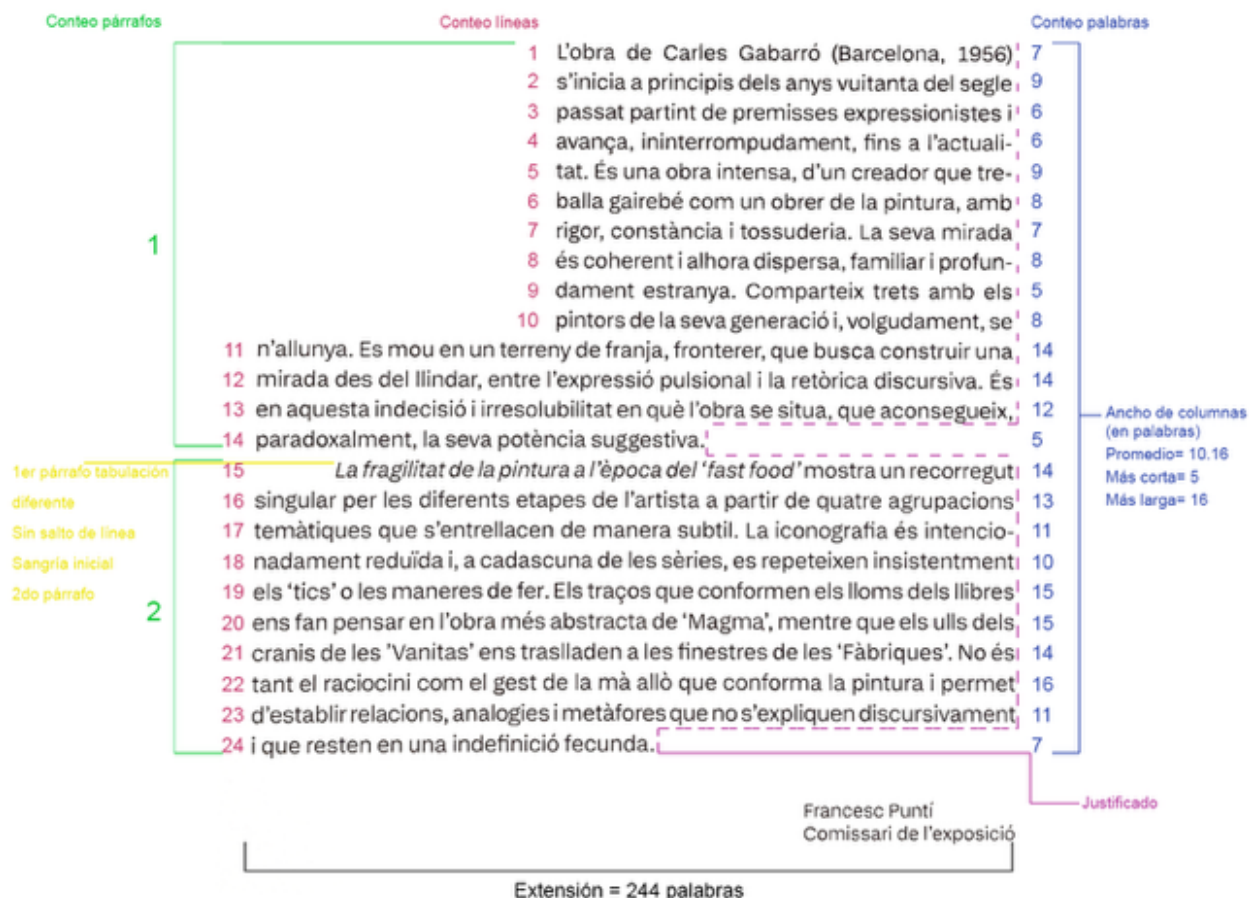 Conteo párrafos
Conteo líneas
Conteo palabras
1 L'obra de Carles Gabarró (Barcelona, 1956) 7
2 s'inicia a principis dels anys vuitanta del segle 9
3 passat partint de premisses expressionistes i 6
4 avança, ininterrompudament, fins a l'actuali- 6
5 tat. És una obra intensa, d'un creador que tre- 9
6 balla gairebé com un obrer de la pintura, amb 8
7 rigor, constància i tossuderia. La seva mirada 7
8 és coherent i alhora dispersa, familiar i profun- 8
9 dament estranya. Comparteix trets amb els 5
10 pintors de la seva generació i, volgudament, se 8
11 n'allunya. Es mou en un terreny de franja, fronterer, que busca construir una 14
12 mirada des del llindar, entre l'expressió pulsional i la retòrica discursiva. És 14
13 en aquesta indecisió i irresolubilitat en què l'obra se situa, que aconsegueix, 12
14 paradoxalment, la seva potència suggestiva. 5
1
15 La fragilitat de la pintura a l'època del 'fast food' mostra un recorregut 14
16 singular per les diferents etapes de l'artista a partir de quatre agrupacions 13
17 temàtiques que s'entrellacen de manera subtil. La iconografia és intencio- 11
18 nadament reduïda i, a cadascuna de les sèries, es repeteixen insistentment 10
19 els 'tics' o les maneres de fer. Els traços que conformen els lloms dels llibres 15
20 ens fan pensar en l'obra més abstracta de 'Magma', mentre que els ulls dels 15
21 cranis de les 'Vanitas' ens traslladen a les finestres de les 'Fàbriques'. No és 14
22 tant el raciocini com el gest de la mà allò que conforma la pintura i permet 16
23 d'establir relacions, analogies i metàfores que no s'expliquen discursivament 11
24 i que resten en una indefinició fecunda. 7
2
1er párrafo tabulación
diferente
Sin salto de línea
Sangría inicial
2do párrafo
Ancho de columnas
(en palabras)
Promedio= 10.16
Más corta= 5
Más larga= 16
Justificado
Francesc Puntí
Comissari de l'exposició
Extensión = 244 palabras